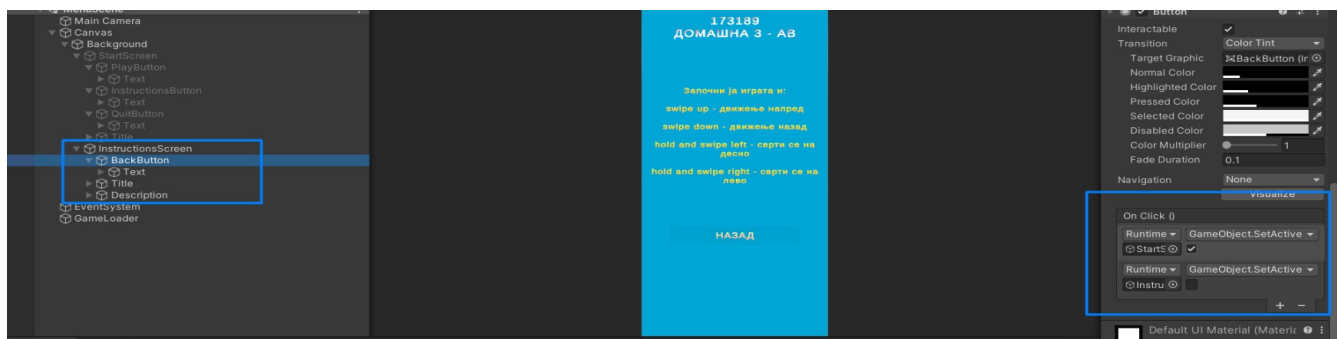 MenuScene
Main Camera
Canvas
Background
StartScreen
PlayButton
Text
InstructionsButton
Text
QuitButton
Text
Title
InstructionsScreen
BackButton
Text
Title
Description
EventSystem
GameLoader
173189
ДОМАШНА 3 - АВ
Започни ја играта и:
swipe up - движење напред
swipe down - движење назад
hold and swipe left - сврти се на
десно
hold and swipe right - сврти се на
лево
НАЗАД
Button
Interactable
Transition Color Tint
Target Graphic BackButton (Ir
Normal Color
Highlighted Color
Pressed Color
Selected Color
Disabled Color
Color Multiplier 1
Fade Duration 0.1
Navigation None
Visualize
On Click ()
Runtime GameObject.SetActive
StartS
Runtime GameObject.SetActive
Instru
+ -
Default UI Material (Materia